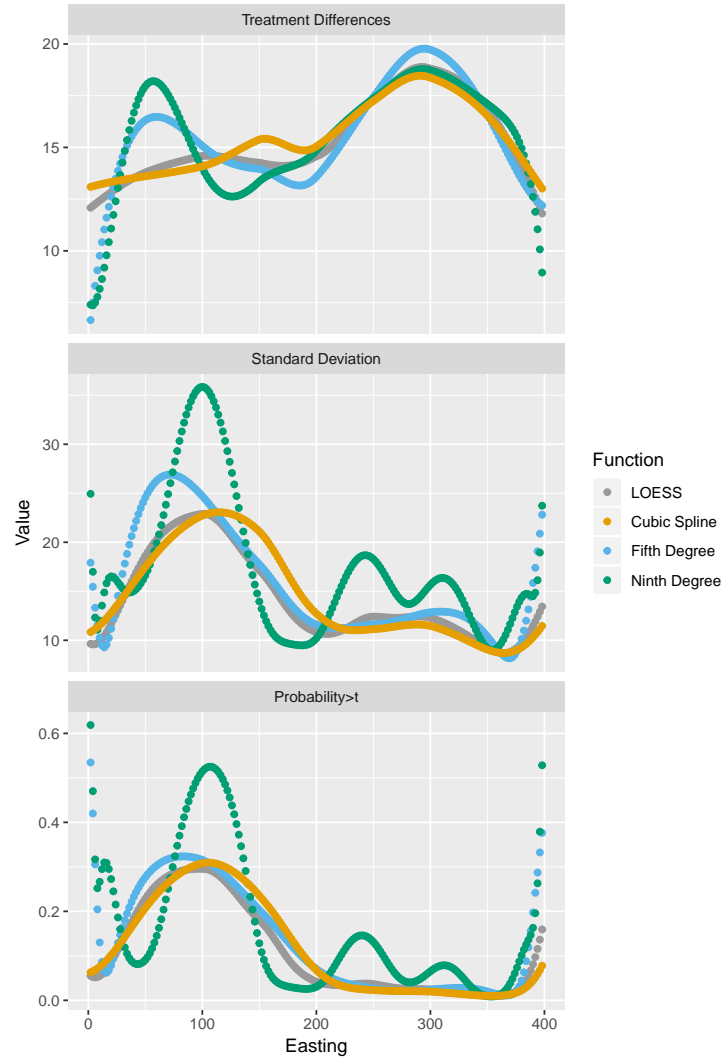 Treatment Differences
20
15
10
Standard Deviation
30
20
10
Value
Probability>t
0.6
0.4
0.2
0.0
0
100
200
300
400
Easting
Function
LOESS
Cubic Spline
Fifth Degree
Ninth Degree